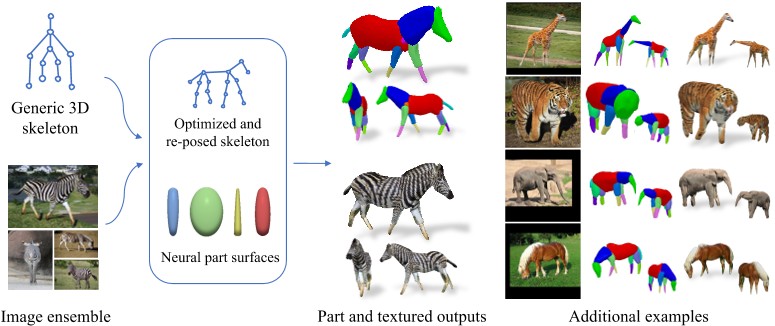 Generic 3D
skeleton
Image ensemble
Optimized and
re-posed skeleton
Neural part surfaces
Part and textured outputs
Additional examples